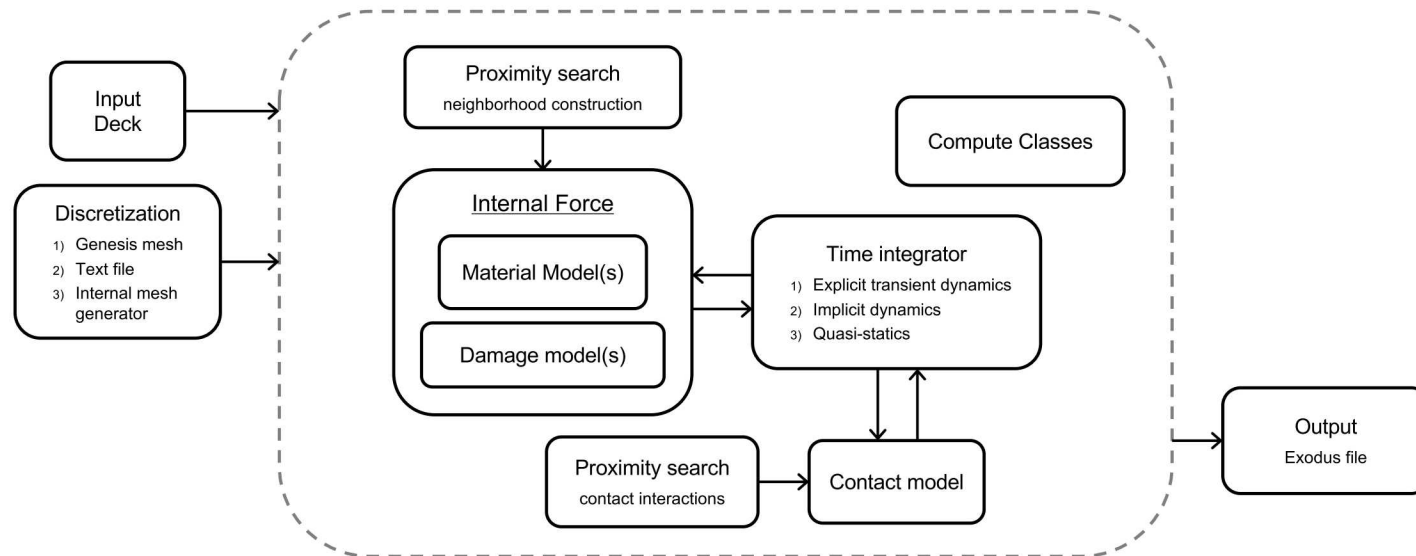 Input
Deck
Discretization
1) Genesis mesh
2) Text file
3) Internal mesh
generator
Proximity search
neighborhood construction
Internal Force
Material Model(s)
Damage model(s)
Compute Classes
Time integrator
1) Explicit transient dynamics
2) Implicit dynamics
3) Quasi-statics
Proximity search
contact interactions
Contact model
Output
Exodus file